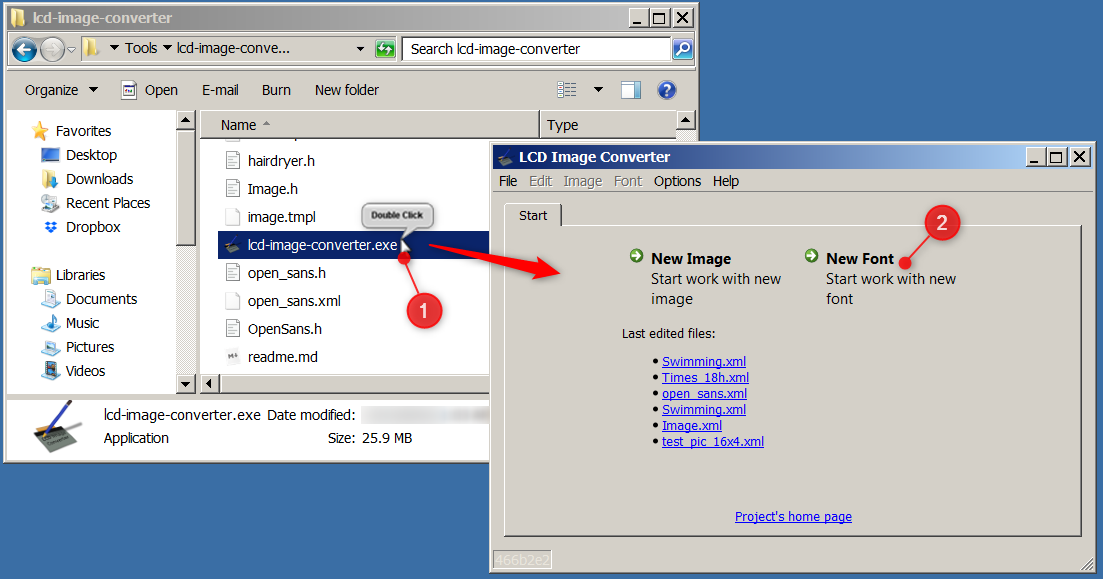 lcd-image-converter
Tools lcd-image-conve...
Search lcd-image-converter
Organize Open E-mail Burn New folder
Favorites
Desktop
Downloads
Recent Places
Dropbox
Libraries
Documents
Music
Pictures
Videos
Name Type
hairdryer.h
Image.h
image.tmpl
Double Click
lcd-image-converter.exe
1
open_sans.h
open_sans.xml
OpenSans.h
readme.md
lcd-image-converter.exe Date modified:
Application Size: 25.9 MB
LCD Image Converter
File Edit Image Font Options Help
Start
2
New Image
Start work with new
image
New Font
Start work with new
font
Last edited files:
• Swimming.xml
• Times_18h.xml
• open_sans.xml
• Swimming.xml
• Image.xml
• test_pic_16x4.xml
Project's home page
466b2e2